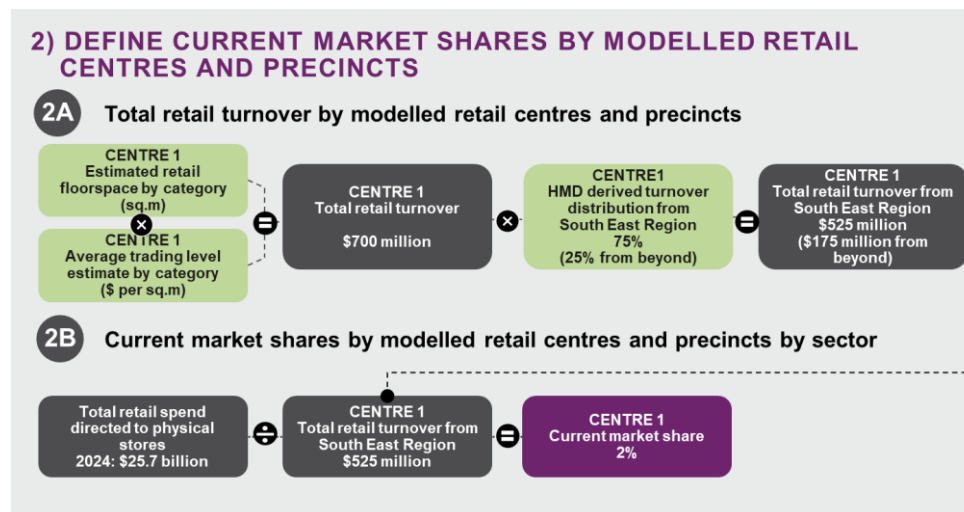 2) DEFINE CURRENT MARKET SHARES BY MODELLED RETAIL
CENTRES AND PRECINCTS
2A
Total retail turnover by modelled retail centres and precincts
CENTRE 1
Estimated retail
floorspace by category
(sq.m)
×
CENTRE 1
Average trading level
estimate by category
($ per sq.m)
=
CENTRE 1
Total retail turnover
$700 million
×
CENTRE1
HMD derived turnover
distribution from
South East Region
75%
(25% from beyond)
=
CENTRE 1
Total retail turnover from
South East Region
$525 million
($175 million from
beyond)
2B
Current market shares by modelled retail centres and precincts by sector
Total retail spend
directed to physical
stores
2024: $25.7 billion
÷
CENTRE 1
Total retail turnover from
South East Region
$525 million
=
CENTRE 1
Current market share
2%